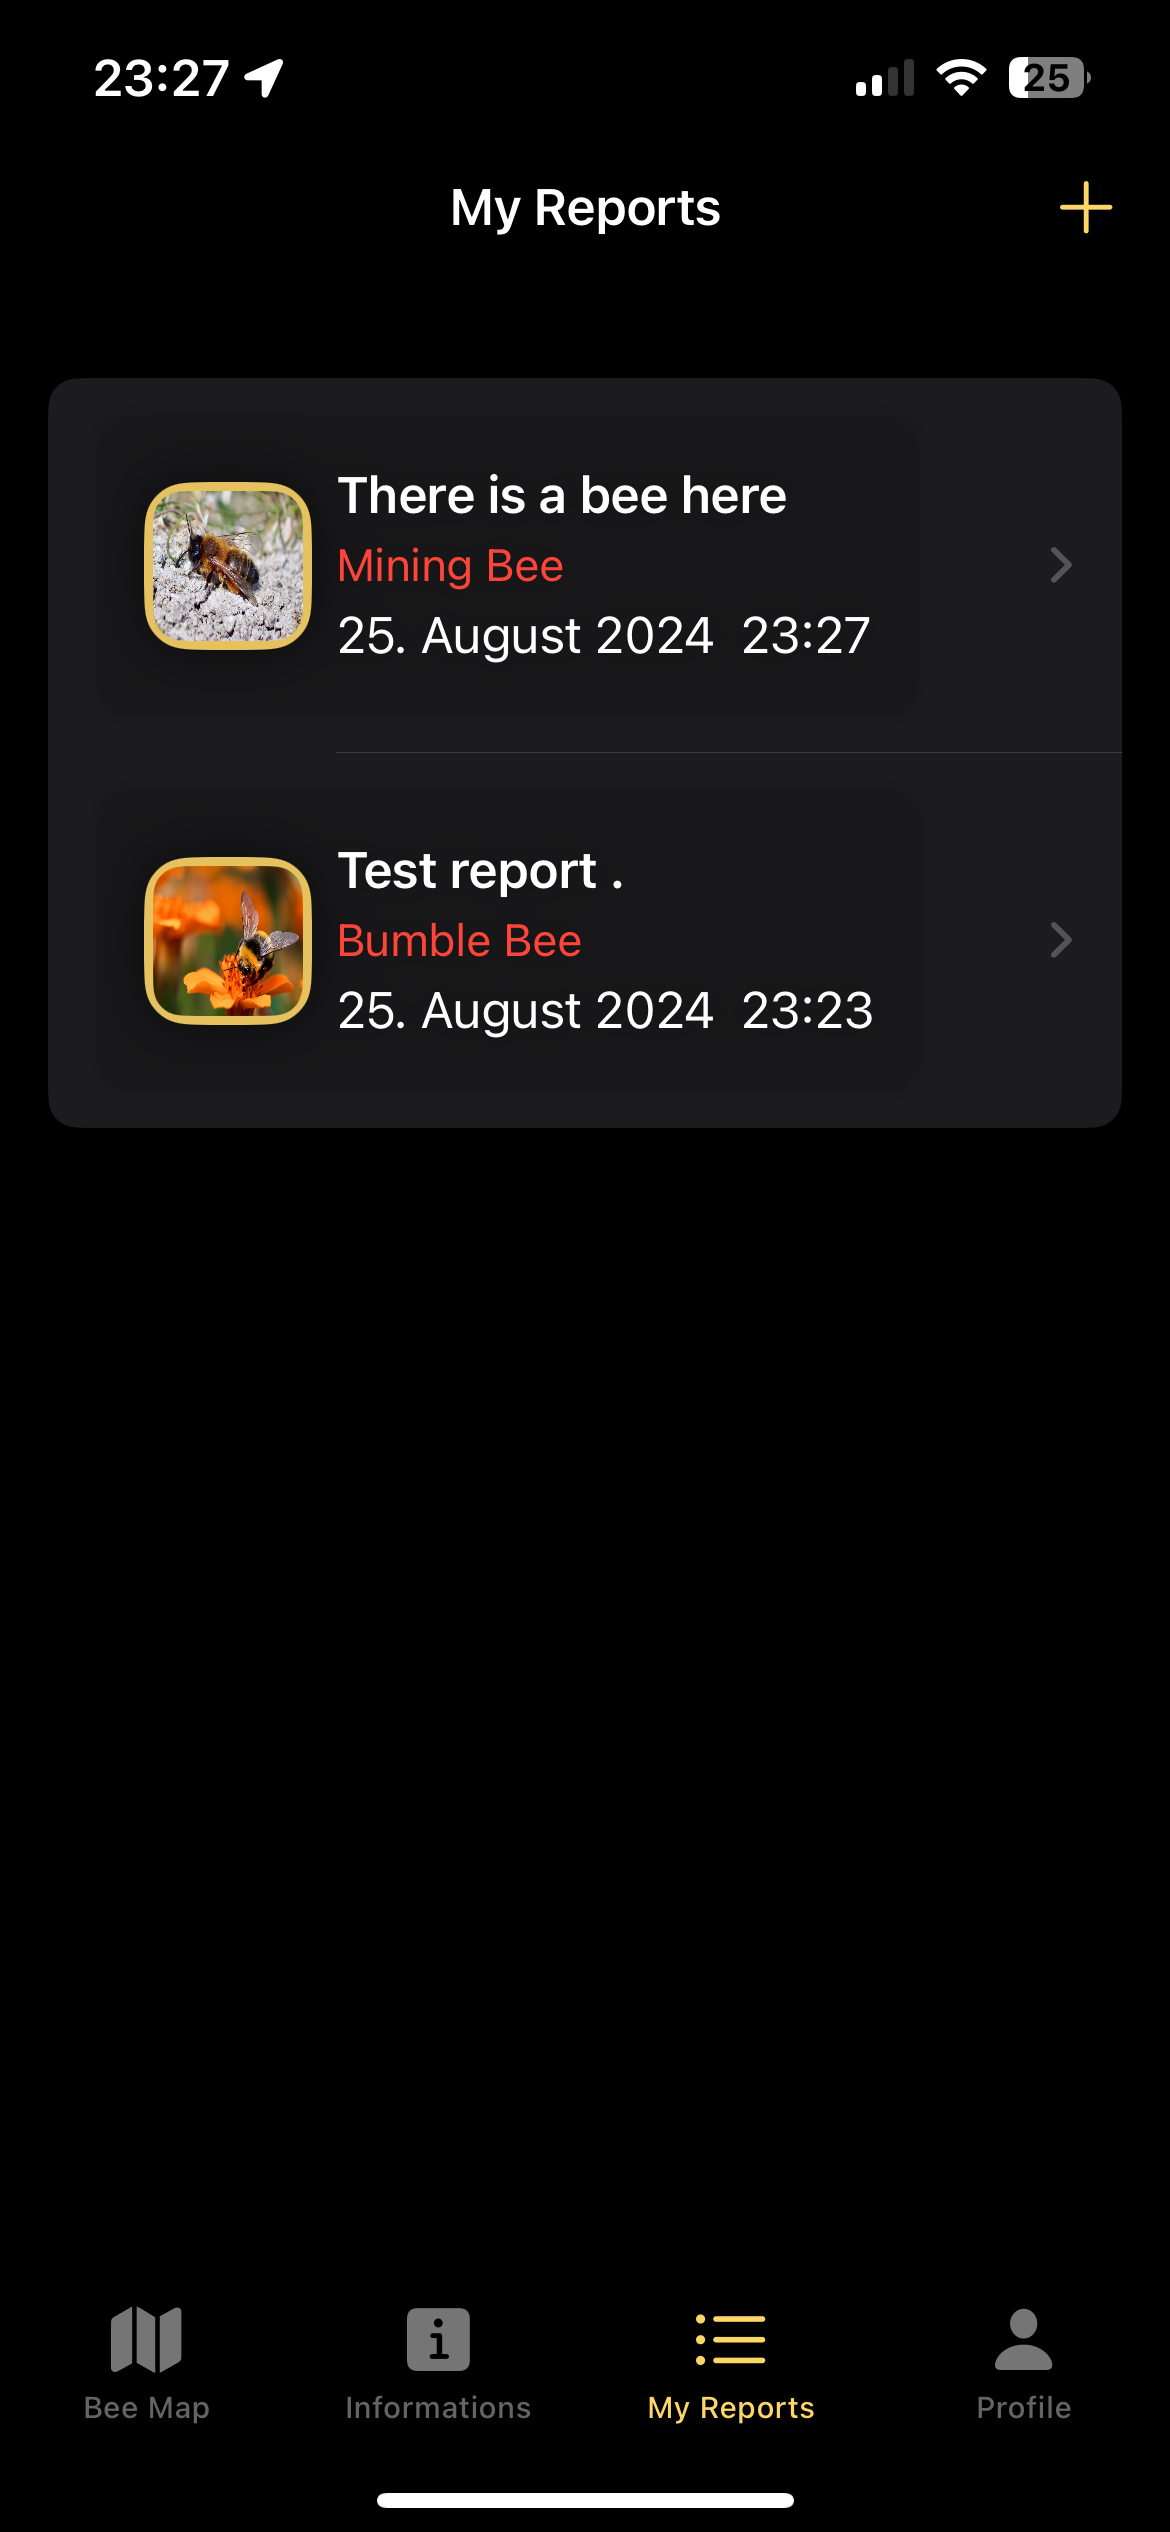 23:27
25
My Reports
There is a bee here
Mining Bee
25. August 2024 23:27
Test report .
Bumble Bee
25. August 2024 23:23
Bee Map
Informations
My Reports
Profile